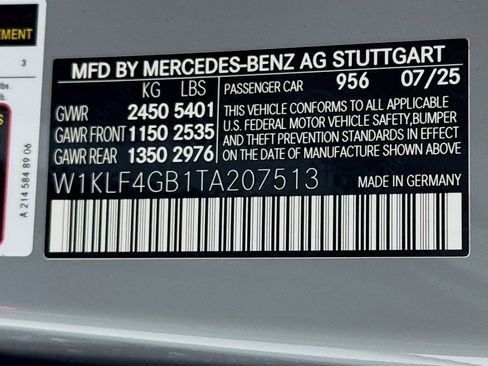 EMENT
3
lbs.
lb.
S
A 214 584 89 06
MFD BY MERCEDES-BENZ AG STUTTGART
KG LBS
PASSENGER CAR 956 07/25
GVWR 2450 5401
GAWR FRONT 1150 2535
GAWR REAR 1350 2976
THIS VEHICLE CONFORMS TO ALL APPLICABLE
U.S. FEDERAL MOTOR VEHICLE SAFETY,BUMPER
AND THEFT PREVENTION STANDARDS IN EFFECT ON
DATE OF MANUFACTURE SHOWN ABOVE.
W1KLF4GB1TA207513
MADE IN GERMANY